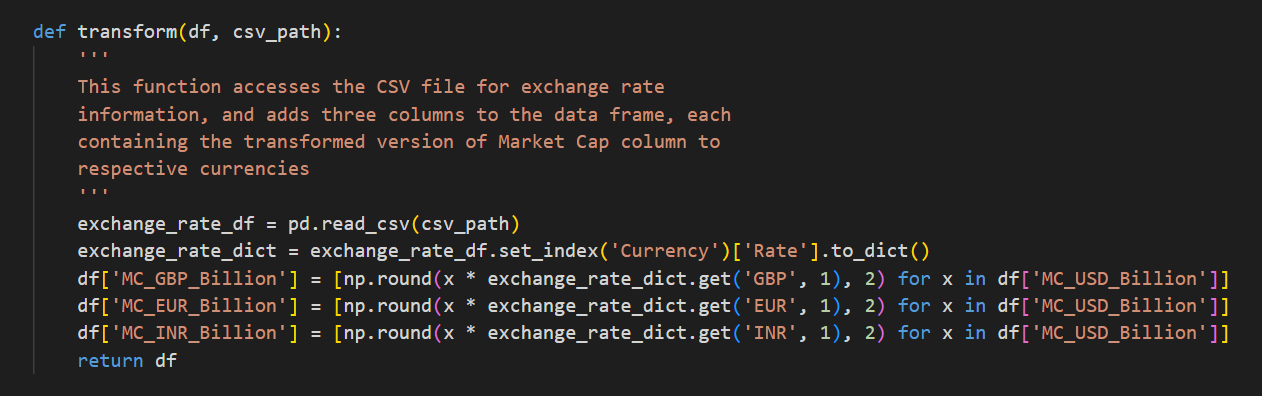 def transform(df, csv_path):
    '''
    This function accesses the CSV file for exchange rate
    information, and adds three columns to the data frame, each
    containing the transformed version of Market Cap column to
    respective currencies
    '''
    exchange_rate_df = pd.read_csv(csv_path)
    exchange_rate_dict = exchange_rate_df.set_index('Currency')['Rate'].to_dict()
    df['MC_GBP_Billion'] = [np.round(x * exchange_rate_dict.get('GBP', 1), 2) for x in df['MC_USD_Billion']]
    df['MC_EUR_Billion'] = [np.round(x * exchange_rate_dict.get('EUR', 1), 2) for x in df['MC_USD_Billion']]
    df['MC_INR_Billion'] = [np.round(x * exchange_rate_dict.get('INR', 1), 2) for x in df['MC_USD_Billion']]
    return df